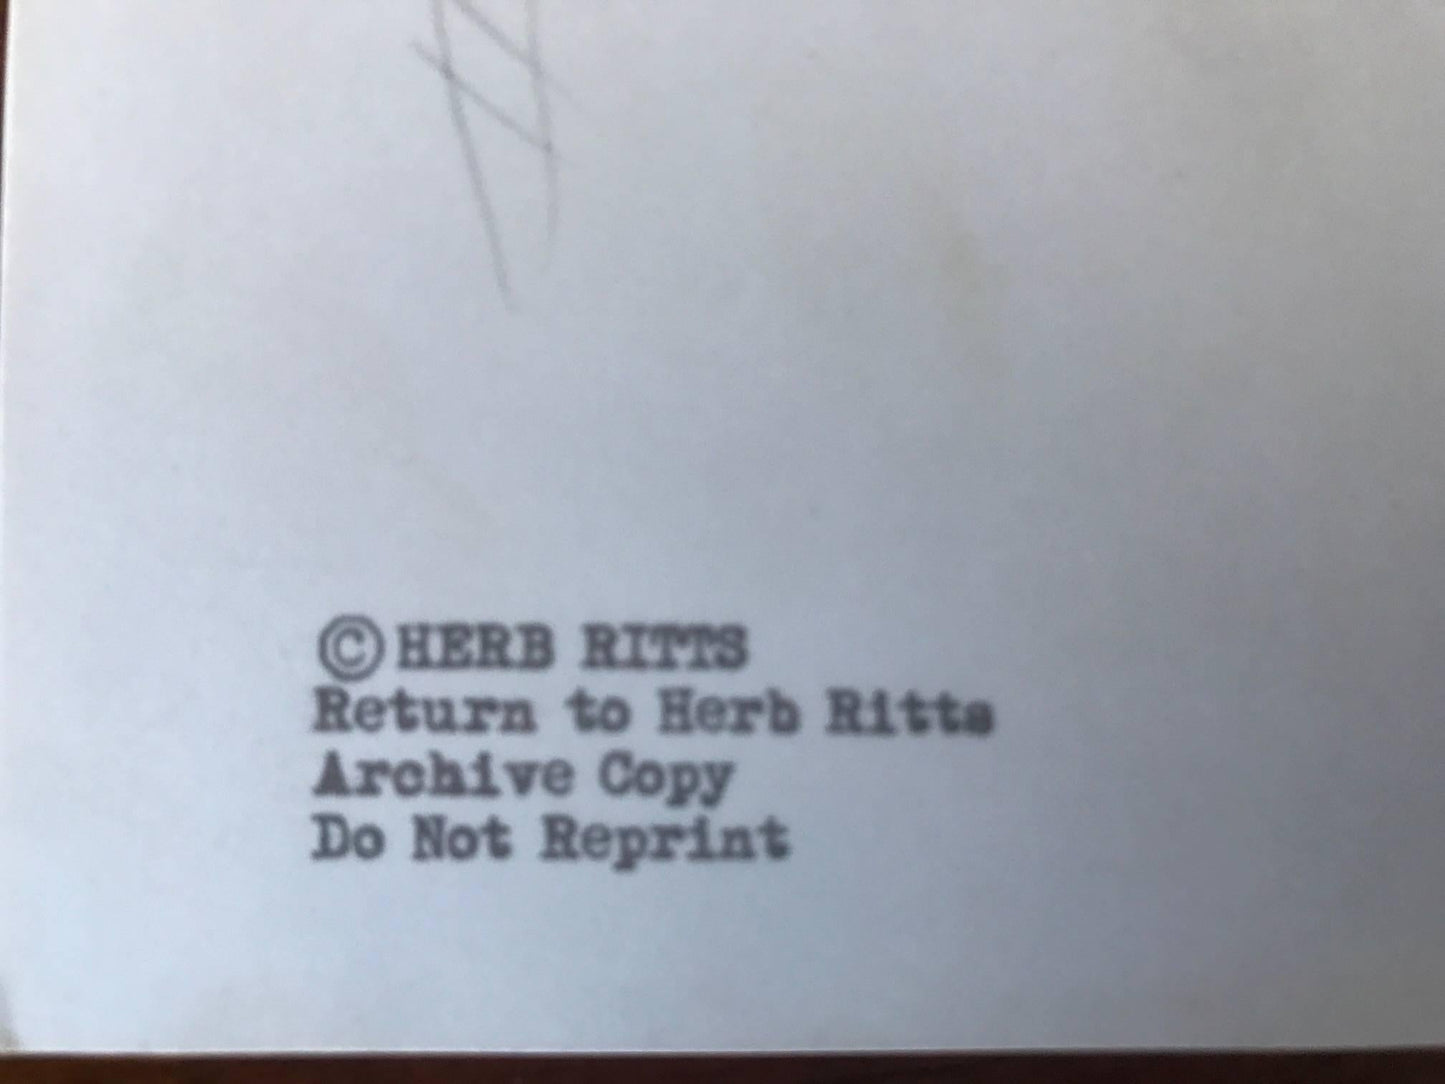 ©HERB RITTS
Return to Herb Ritts
Archive Copy
Do Not Reprint